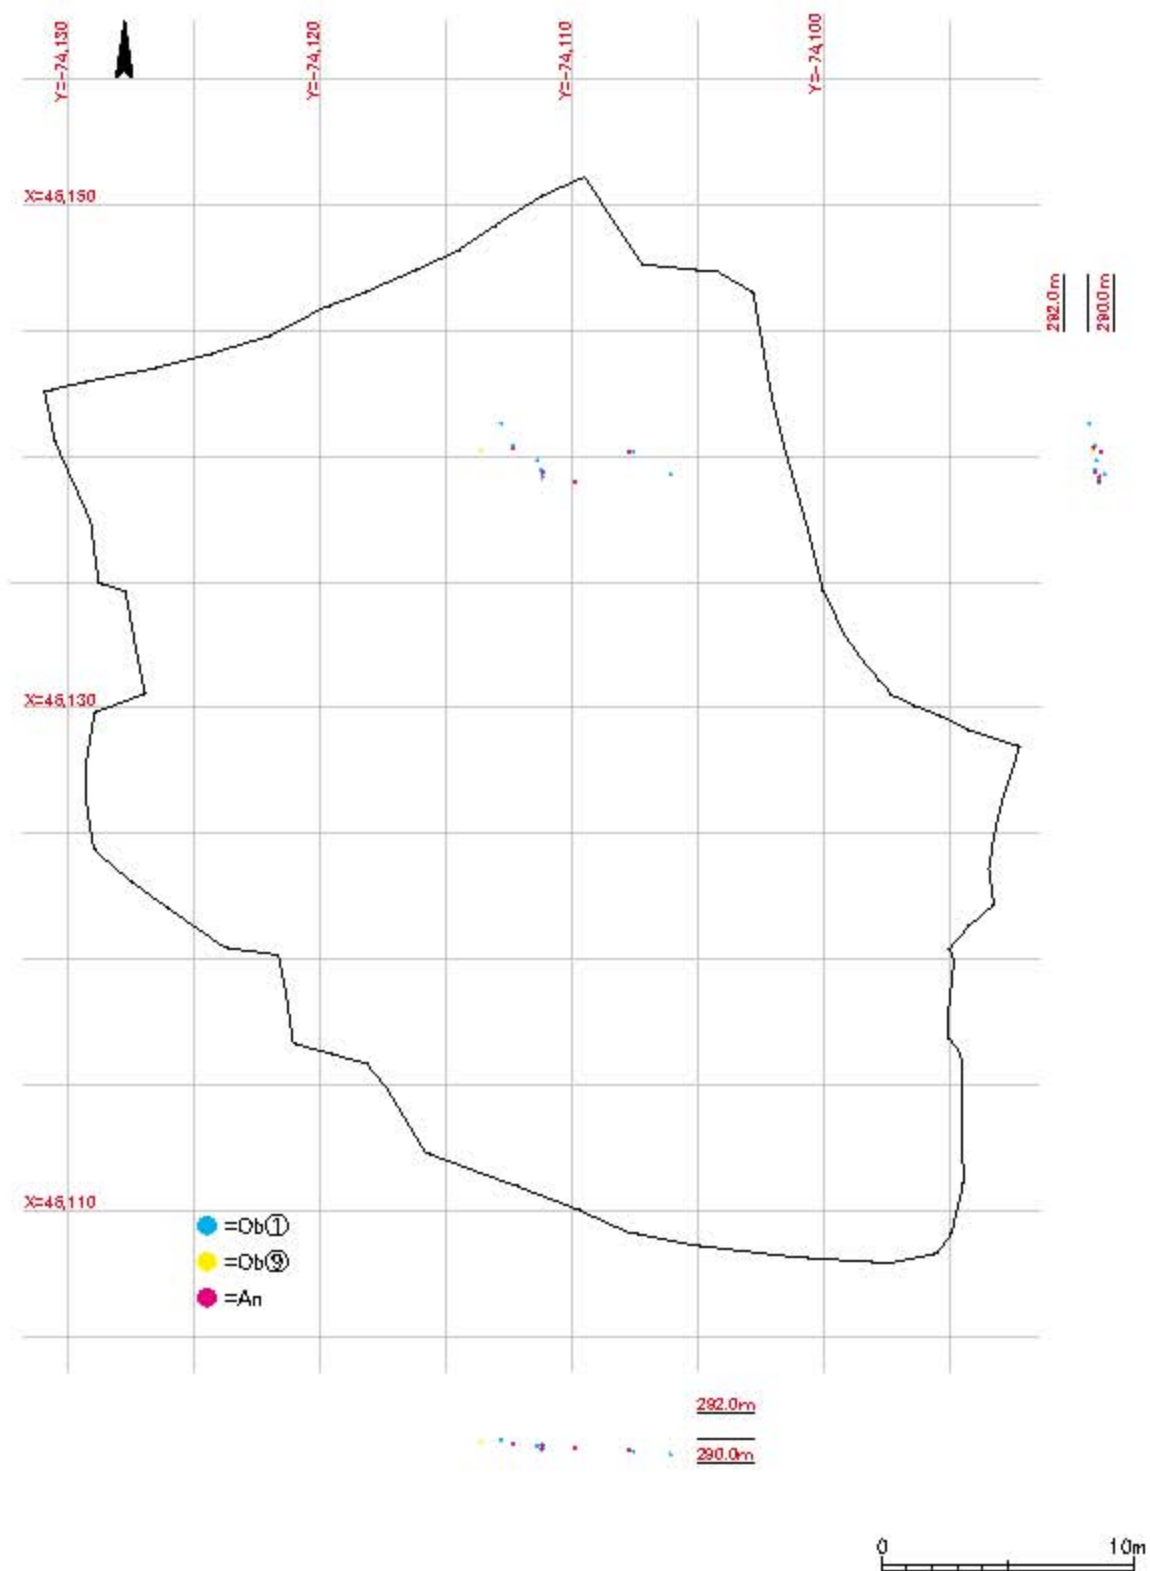 Y=-74,130
Y=-74,120
Y=-74,110
Y=-74,100
X=46,150
292.0m
290.0m
X=46,130
X=46,110
=Ob①
=Ob⑨
=An
292.0m
290.0m
0 10m